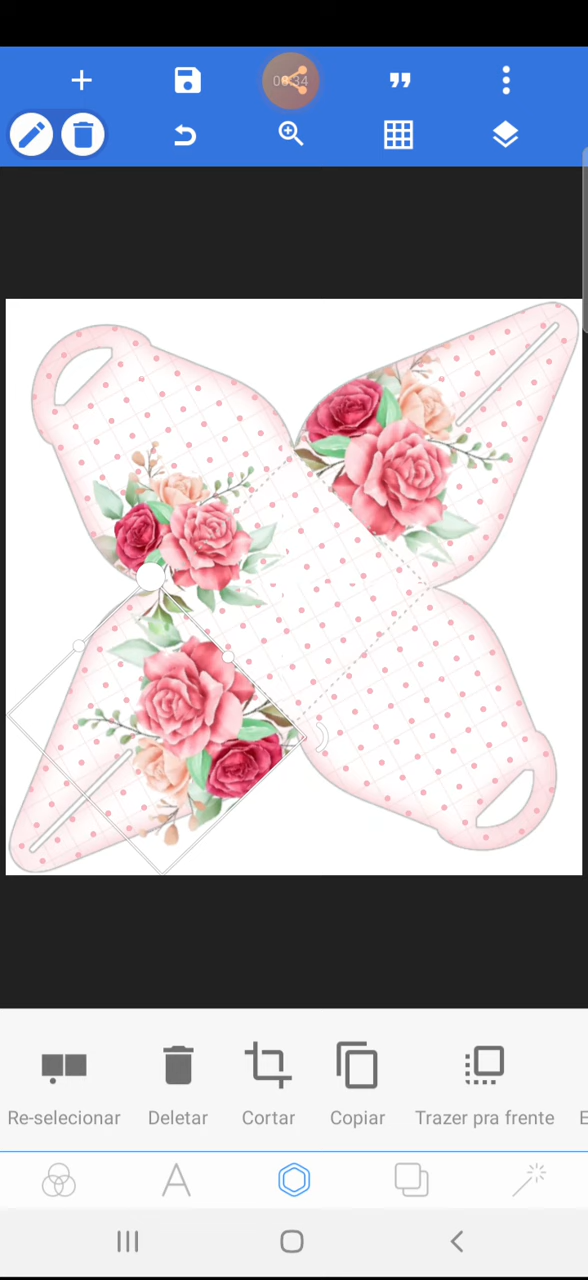 Re-selecionar
Deletar
Cortar
Copiar
Trazer pra frente
E